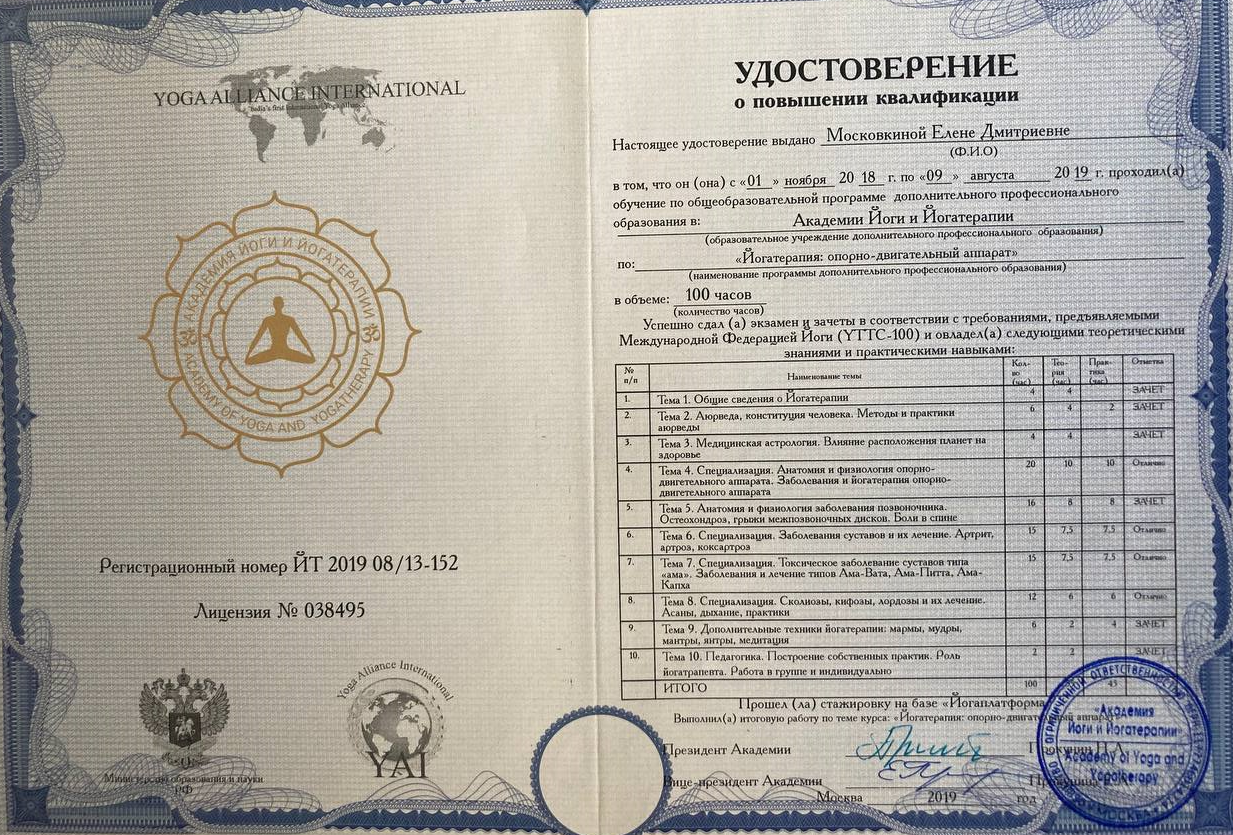 YOGA ALLIANCE INTERNATIONAL
India's first International Yoga Alliance
АКАДЕМИЯ ЙОГИ И ЙОГАТЕРАПИИ
ACADEMY OF YOGA AND YOGATHERAPY
Регистрационный номер ЙТ 2019 08/13-152
Лицензия № 038495
Министерство образования и науки
РФ
Yoga Alliance International
YAI
УДОСТОВЕРЕНИЕ
о повышении квалификации
Настоящее удостоверение выдано Московкиной Елене Дмитриевне
(Ф.И.О)
в том, что он (она) с «01 » ноября 20 18 г. по «09 » августа 20 19 г. проходил(а)
обучение по общеобразовательной программе дополнительного профессионального
образования в: Академии Йоги и Йогатерапии
(образовательное учреждение дополнительного профессионального образования)
по: «Йогатерапия: опорно-двигательный аппарат»
(наименование программы дополнительного профессионального образования)
в объеме: 100 часов
(количество часов)
Успешно сдал (а) экзамен и зачеты в соответствии с требованиями, предъявляемыми
Международной Федерацией Йоги (YTTC-100) и овладел(а) следующими теоретическими
знаниями и практическими навыками:
№ п/п Наименование темы Кол-во (час) Тео-рия (час) Прак-тика (час) Отметка
1. Тема 1. Общие сведения о Йогатерапии 4 4 ЗАЧЕТ
2. Тема 2. Аюрведа, конституция человека. Методы и практики 6 4 2 ЗАЧЕТ
аюрведы
3. Тема 3. Медицинская астрология. Влияние расположения планет на 4 4 ЗАЧЕТ
здоровье
4. Тема 4. Специализация. Анатомия и физиология опорно- 20 10 10 Отлично
двигетельного аппарата. Заболевания и йогатерапия опорно-
двигетельного аппарата
5. Тема 5. Анатомия и физиология заболевания позвоночника. 16 8 8 ЗАЧЕТ
Остеохондроз, грыжи межпозвоночных дисков. Боли в спине
6. Тема 6. Специализация. Заболевания суставов и их лечение. Артрит, 15 7,5 7,5 Отлично
артроз, коксартроз
7. Тема 7. Специализация. Токсическое заболевание суставов типа 15 7,5 7.5 Отлично
«ама». Заболевания и лечение типов Ама-Вата, Ама-Питта, Ама-
Капха
8. Тема 8. Специализация. Сколиозы, кифозы, лордозы и их лечение. 12 6 6 Отлично
Асаны, дыхание, практики
9. Тема 9. Дополнительные техники йогатерапии: мармы, мудры, 6 2 4 ЗАЧЕТ
мантры, янтры, медитация
10. Тема 10. Педагогика. Построение собственных практик. Роль 2 2 ЗАЧЕТ
йогатрапевта. Работа в группе и индивидуально
ИТОГО 100 45
Прошел (ла) стажировку на базе «Йогаплатформа
Выполнил(а) итоговую работу по теме курса: «Йогатерапия: опорно-двигательный аппарат»
Президент Академии
Вице-президент Академии
Москва 2019 год
«Академия
Йоги и Йогатерапии»
Academy of Yoga and
Yogatherapy
МОСКВА